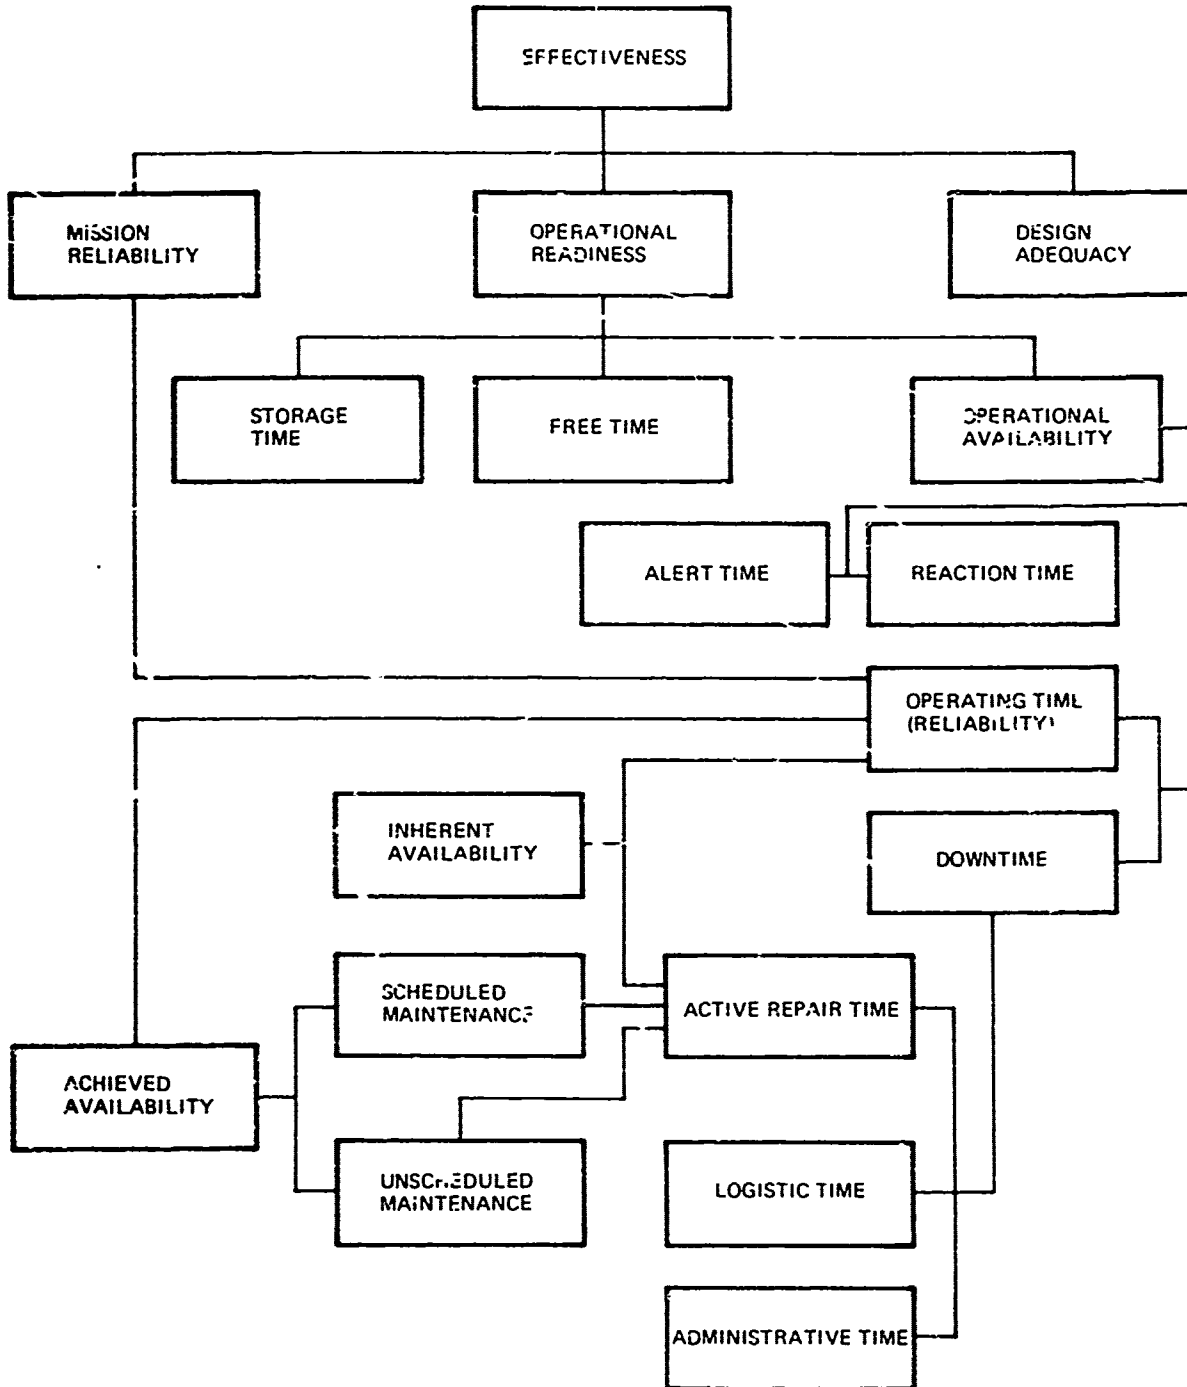 EFFECTIVENESS
MISSION
RELIABILITY
OPERATIONAL
READINESS
DESIGN
ADEQUACY
STORAGE
TIME
FREE TIME
OPERATIONAL
AVAILABILITY
ALERT TIME
REACTION TIME
OPERATING TIME
(RELIABILITY)
INHERENT
AVAILABILITY
DOWNTIME
SCHEDULED
MAINTENANCE
ACTIVE REPAIR TIME
ACHIEVED
AVAILABILITY
UNSCHEDULED
MAINTENANCE
LOGISTIC TIME
ADMINISTRATIVE TIME